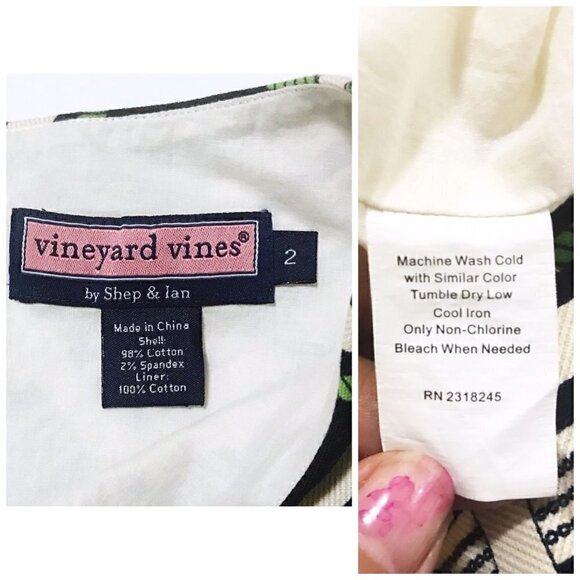 vineyard vines®
2
by Shep & Ian
Made in China
Shell:
98% Cotton
2% Spandex
Liner:
100% Cotton
Machine Wash Cold
with Similar Color
Tumble Dry Low
Cool Iron
Only Non-Chlorine
Bleach When Needed
RN 2318245